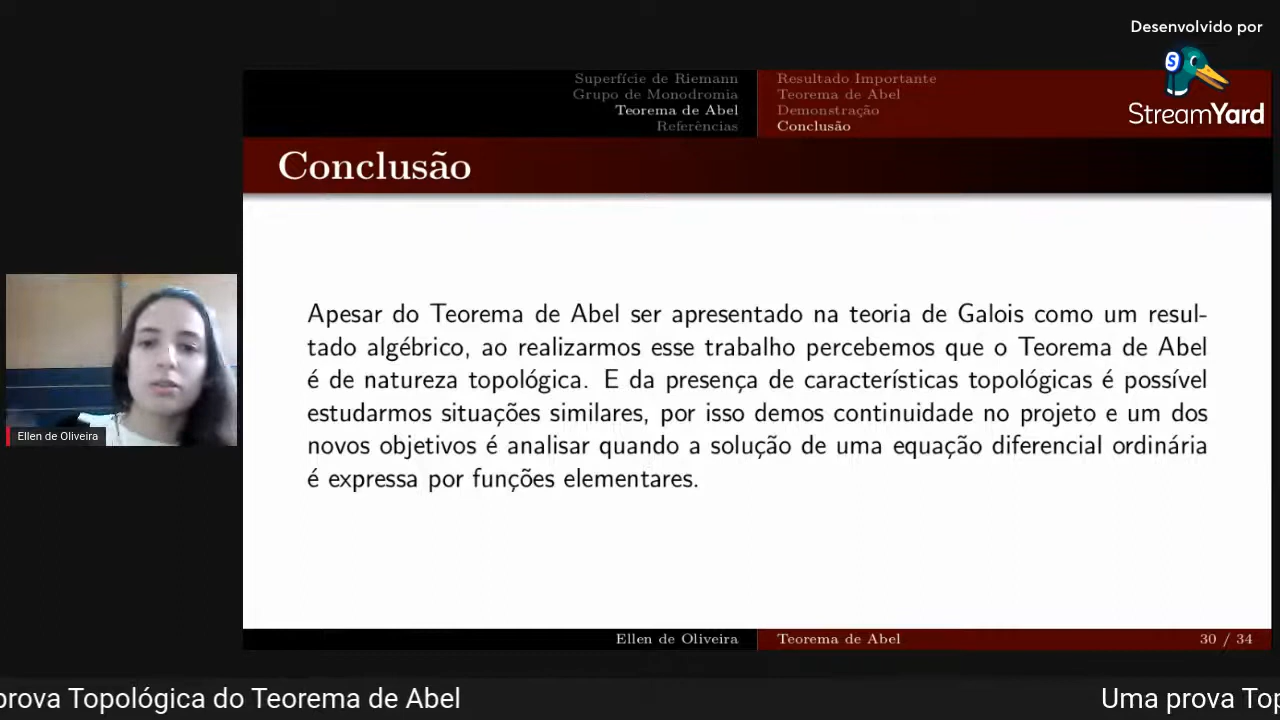 Desenvolvido por
StreamYard
Superfície de Riemann
Grupo de Monodromia
Teorema de Abel
Referências
Resultado Importante
Teorema de Abel
Demonstração
Conclusão
Conclusão
Apesar do Teorema de Abel ser apresentado na teoria de Galois como um resul-
tado algébrico, ao realizarmos esse trabalho percebemos que o Teorema de Abel
é de natureza topológica. E da presença de características topológicas é possível
estudarmos situações similares, por isso demos continuidade no projeto e um dos
novos objetivos é analisar quando a solução de uma equação diferencial ordinária
é expressa por funções elementares.
Ellen de Oliveira
Ellen de Oliveira
Teorema de Abel
30 / 34
prova Topológica do Teorema de Abel
Uma prova Top